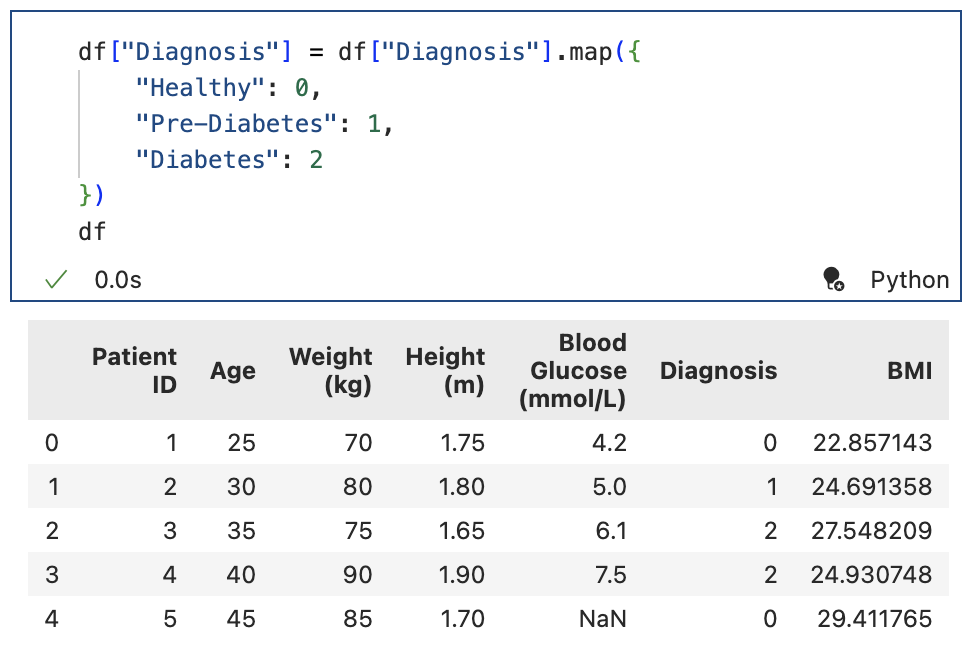 df["Diagnosis"] = df["Diagnosis"].map({
    "Healthy": 0,
    "Pre-Diabetes": 1,
    "Diabetes": 2
})
df
0.0s Python
Patient ID Age Weight (kg) Height (m) Blood Glucose (mmol/L) Diagnosis BMI
0 1 25 70 1.75 4.2 0 22.857143
1 2 30 80 1.80 5.0 1 24.691358
2 3 35 75 1.65 6.1 2 27.548209
3 4 40 90 1.90 7.5 2 24.930748
4 5 45 85 1.70 NaN 0 29.411765